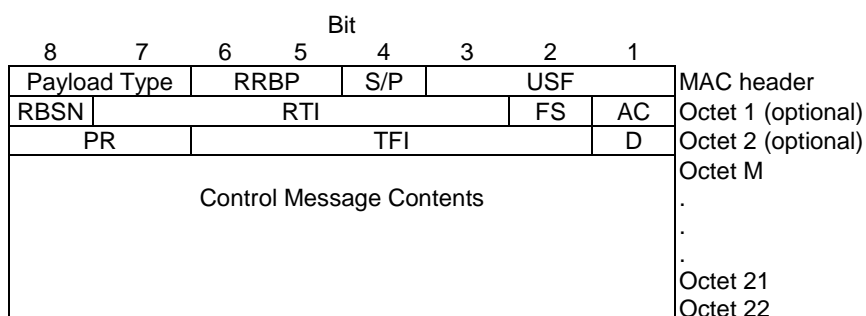 Bit
8 7 6 5 4 3 2 1
Payload Type RRBP S/P USF MAC header
RBSN RTI FS AC Octet 1 (optional)
PR TFI D Octet 2 (optional)
Octet M
Control Message Contents .
.
.
Octet 21
Octet 22